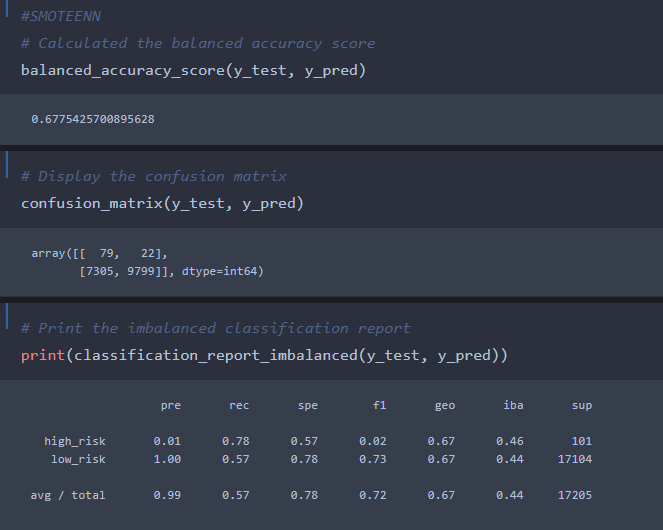 #SMOTEENN
# Calculated the balanced accuracy score
balanced_accuracy_score(y_test, y_pred)
0.6775425700895628
# Display the confusion matrix
confusion_matrix(y_test, y_pred)
array([[  79,   22],
       [7305, 9799]], dtype=int64)
# Print the imbalanced classification report
print(classification_report_imbalanced(y_test, y_pred))
pre rec spe f1 geo iba sup
high_risk 0.01 0.78 0.57 0.02 0.67 0.46 101
low_risk 1.00 0.57 0.78 0.73 0.67 0.44 17104
avg / total 0.99 0.57 0.78 0.72 0.67 0.44 17205